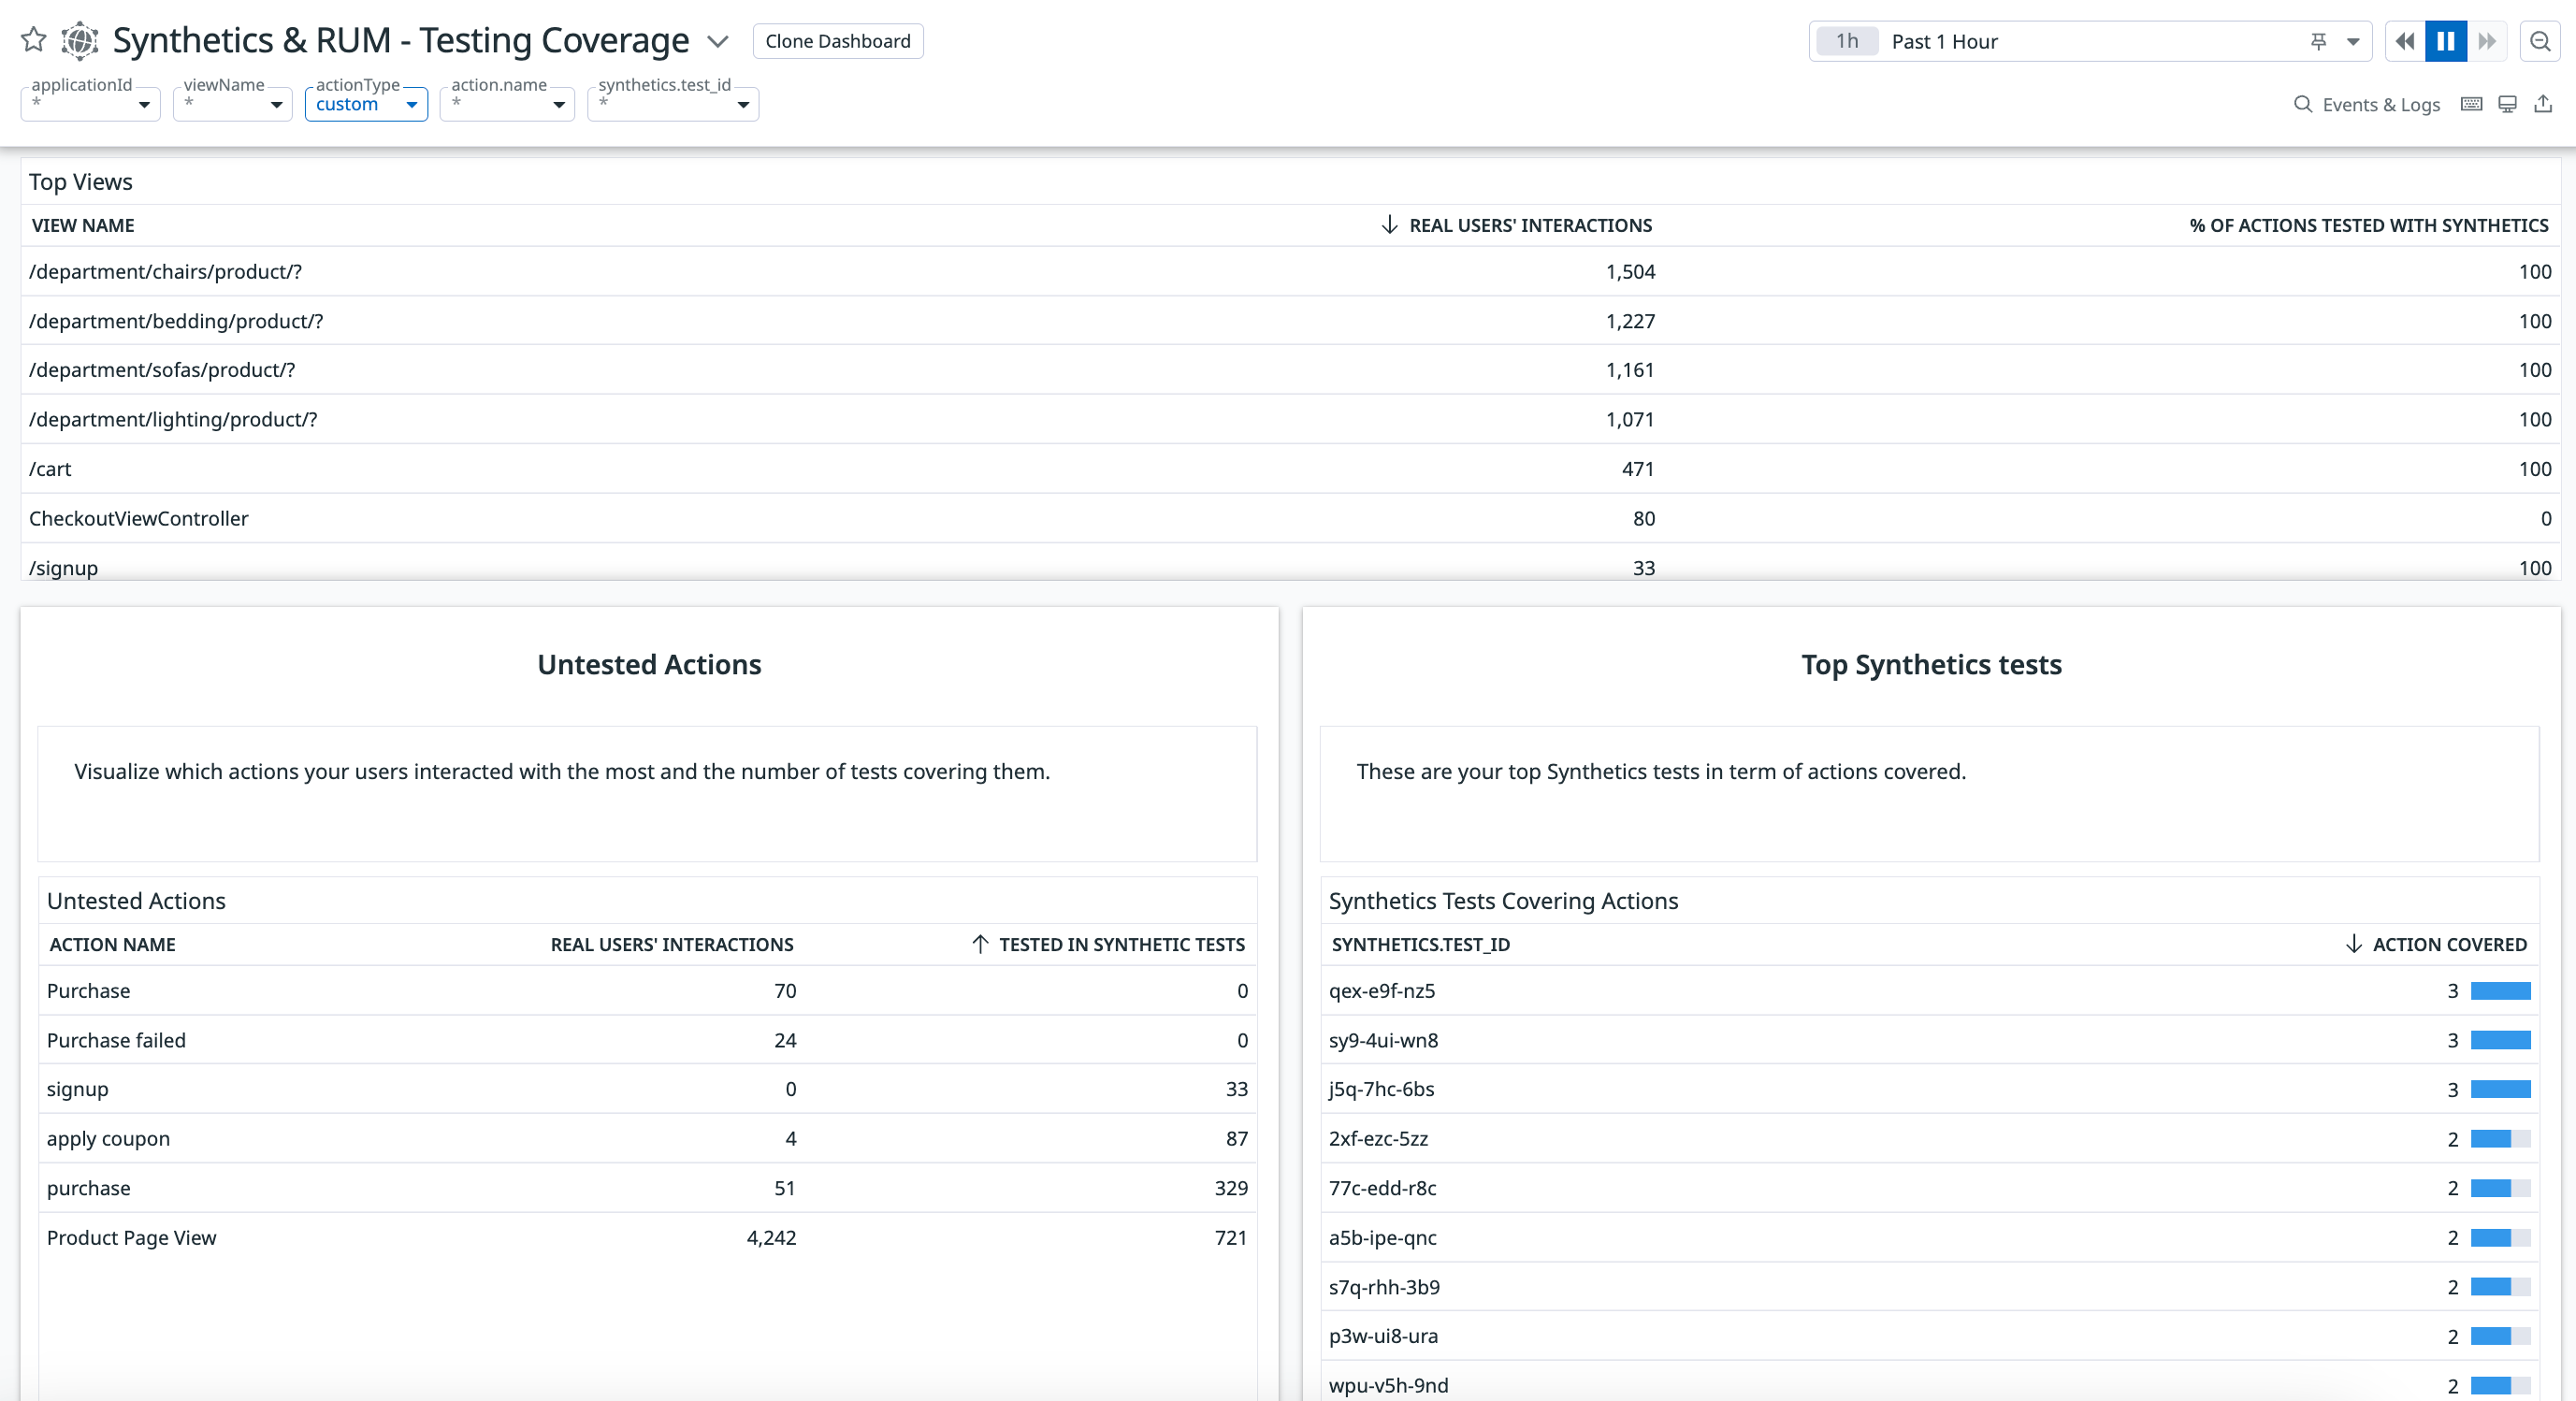 Synthetics & RUM - Testing Coverage
Clone Dashboard
1h Past 1 Hour
applicationId viewName actionType action.name synthetics.test_id
* * custom * *
Events & Logs
Top Views
VIEW NAME REAL USERS' INTERACTIONS % OF ACTIONS TESTED WITH SYNTHETICS
/department/chairs/product/? 1,504 100
/department/bedding/product/? 1,227 100
/department/sofas/product/? 1,161 100
/department/lighting/product/? 1,071 100
/cart 471 100
CheckoutViewController 80 0
/signup 33 100
Untested Actions
Visualize which actions your users interacted with the most and the number of tests covering them.
Untested Actions
ACTION NAME REAL USERS' INTERACTIONS TESTED IN SYNTHETIC TESTS
Purchase 70 0
Purchase failed 24 0
signup 0 33
apply coupon 4 87
purchase 51 329
Product Page View 4,242 721
Top Synthetics tests
These are your top Synthetics tests in term of actions covered.
Synthetics Tests Covering Actions
SYNTHETICS.TEST_ID ACTION COVERED
qex-e9f-nz5 3
sy9-4ui-wn8 3
j5q-7hc-6bs 3
2xf-ezc-5zz 2
77c-edd-r8c 2
a5b-ipe-qnc 2
s7q-rhh-3b9 2
p3w-ui8-ura 2
wpu-v5h-9nd 2